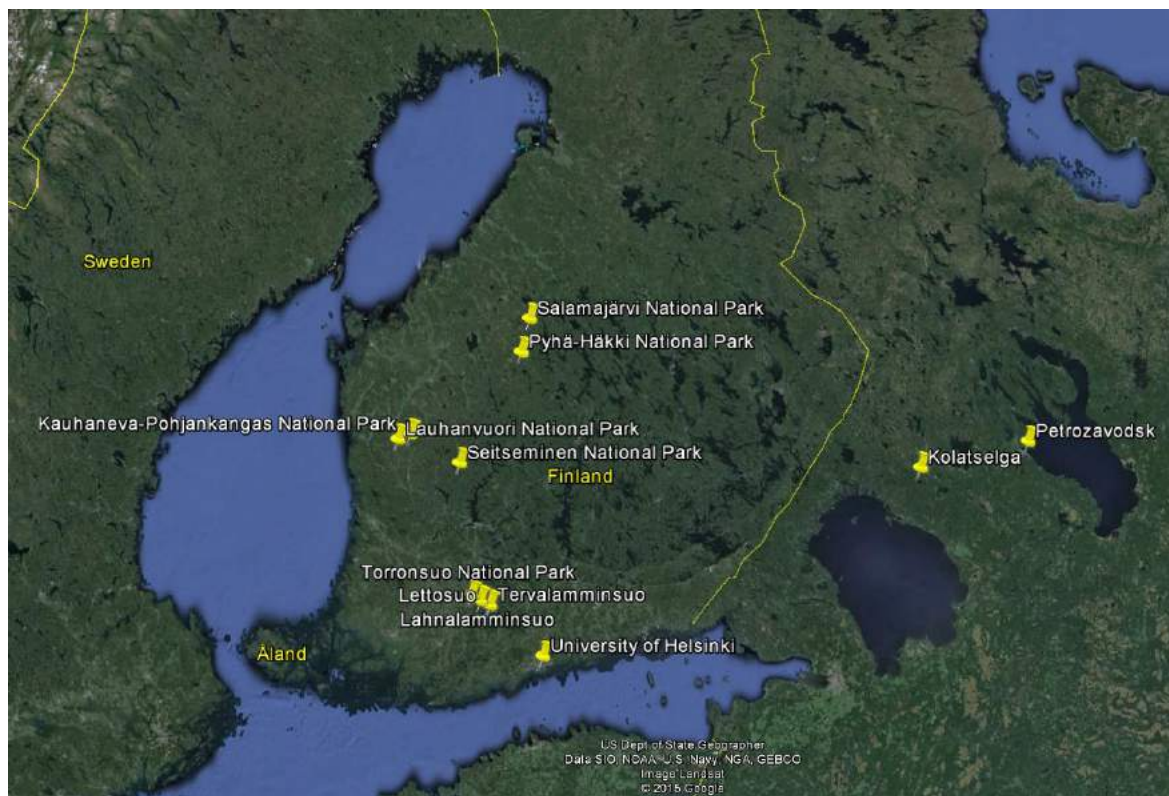 Sweden
Salamajärvi National Park
Pyhä-Häkki National Park
Kauhaneva-Pohjankangas National Park
Lauhanvuori National Park
Petrozavodsk
Seitseminen National Park
Kolatselga
Finland
Torronsuo National Park
Lettosuo
Tervalamminsuo
Lahnalamminsuo
University of Helsinki
Åland
US Dept of State Geographer
Data SIO, NOAA, U.S. Navy, NGA, GEBCO
Image Landsat
© 2015 Google